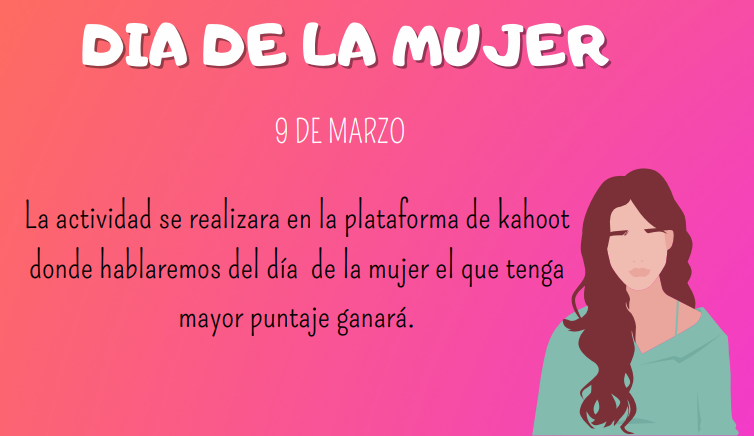 DIA DE LA MUJER
9 DE MARZO
La actividad se realizara en la plataforma de kahoot
donde hablaremos del día de la mujer el que tenga
mayor puntaje ganará.